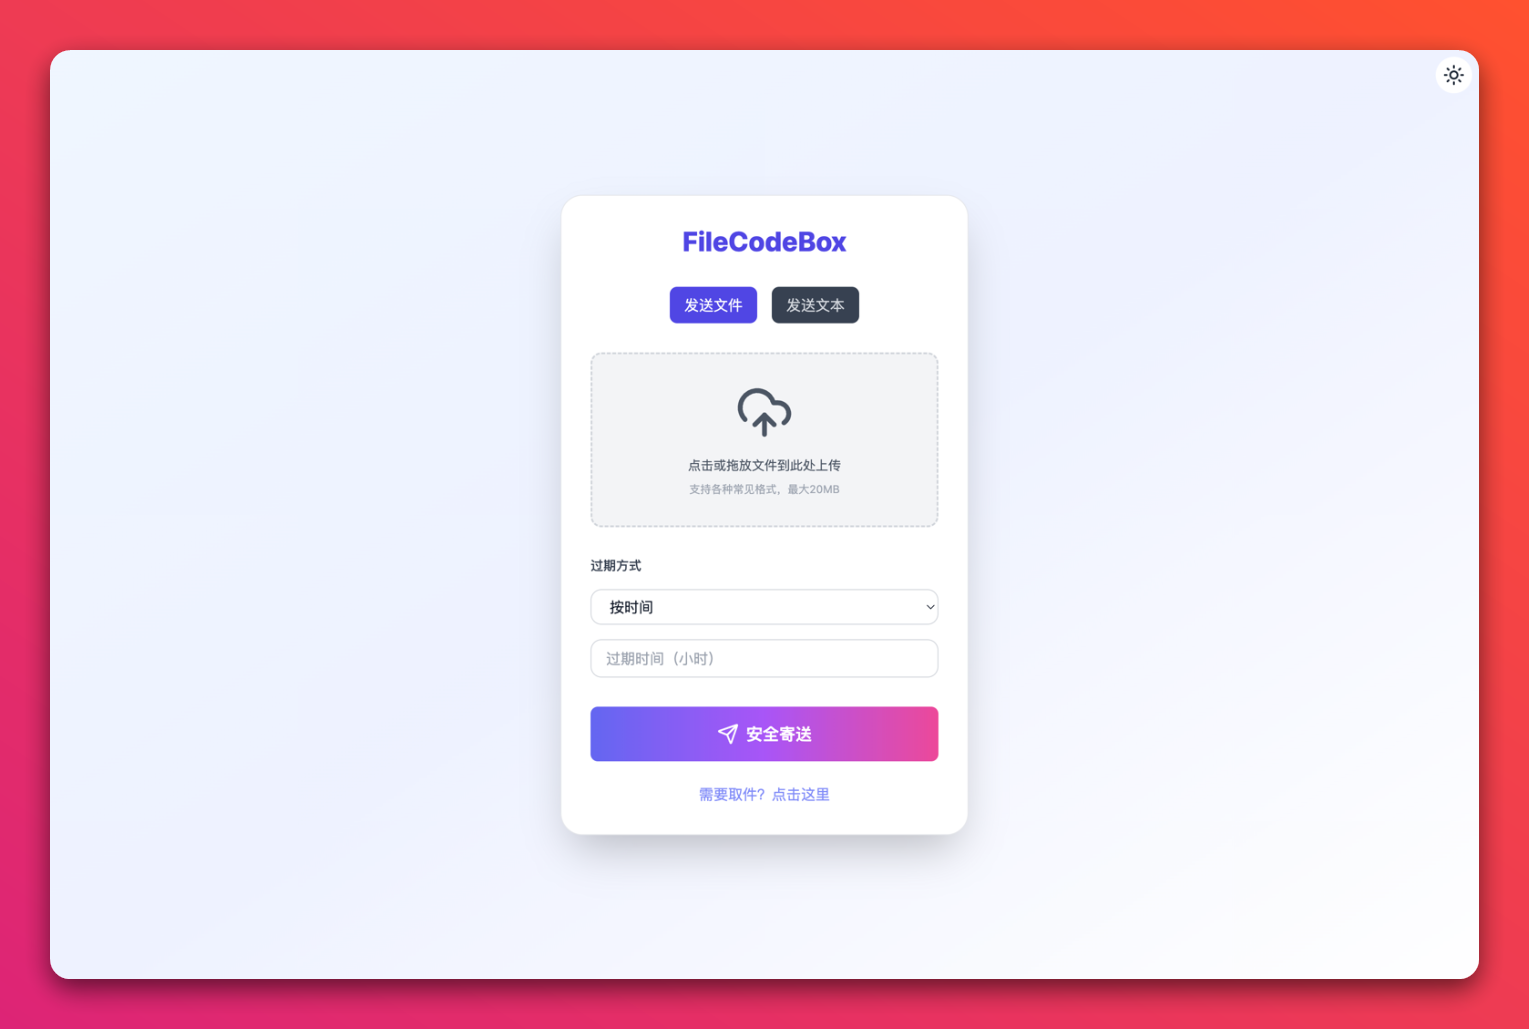 FileCodeBox
发送文件 发送文本
点击或拖放文件到此处上传
支持各种常见格式，最大20MB
过期方式
按时间
过期时间（小时）
安全寄送
需要取件？点击这里